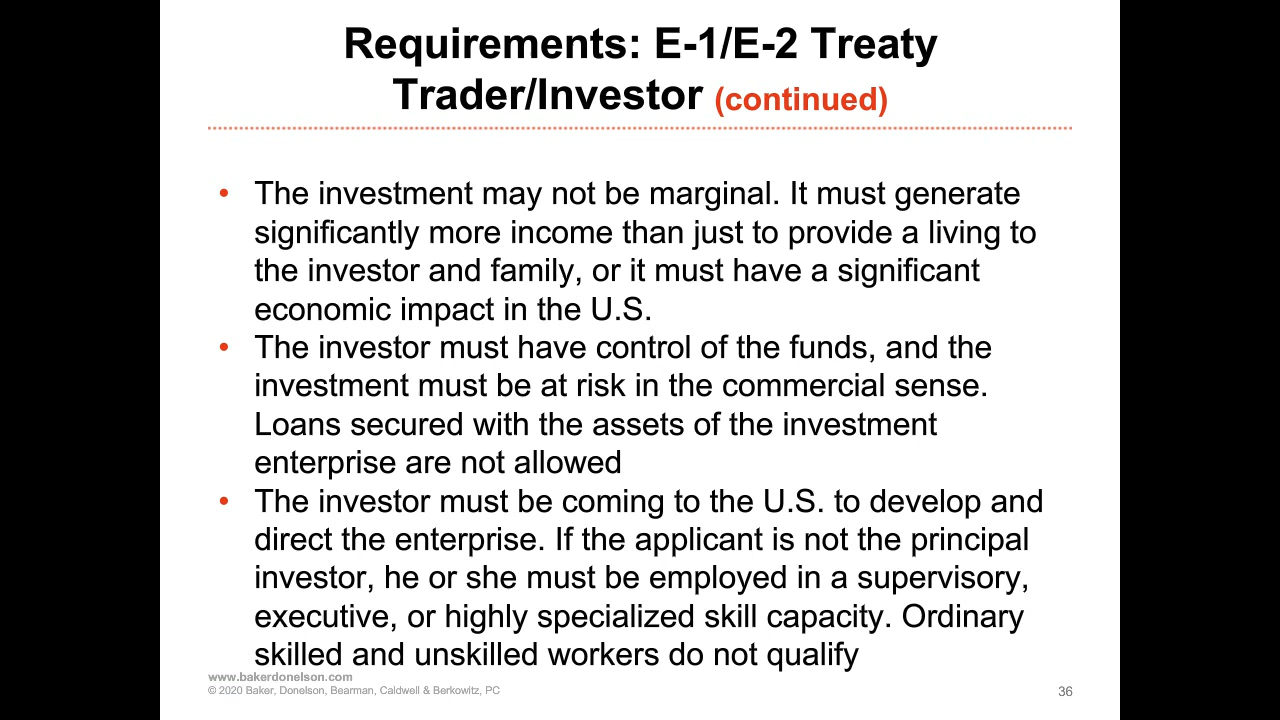 Requirements: E-1/E-2 Treaty
Trader/Investor (continued)
• The investment may not be marginal. It must generate
significantly more income than just to provide a living to
the investor and family, or it must have a significant
economic impact in the U.S.
• The investor must have control of the funds, and the
investment must be at risk in the commercial sense.
Loans secured with the assets of the investment
enterprise are not allowed
• The investor must be coming to the U.S. to develop and
direct the enterprise. If the applicant is not the principal
investor, he or she must be employed in a supervisory,
executive, or highly specialized skill capacity. Ordinary
skilled and unskilled workers do not qualify
www.bakerdonelson.com
© 2020 Baker, Donelson, Bearman, Caldwell & Berkowitz, PC
36